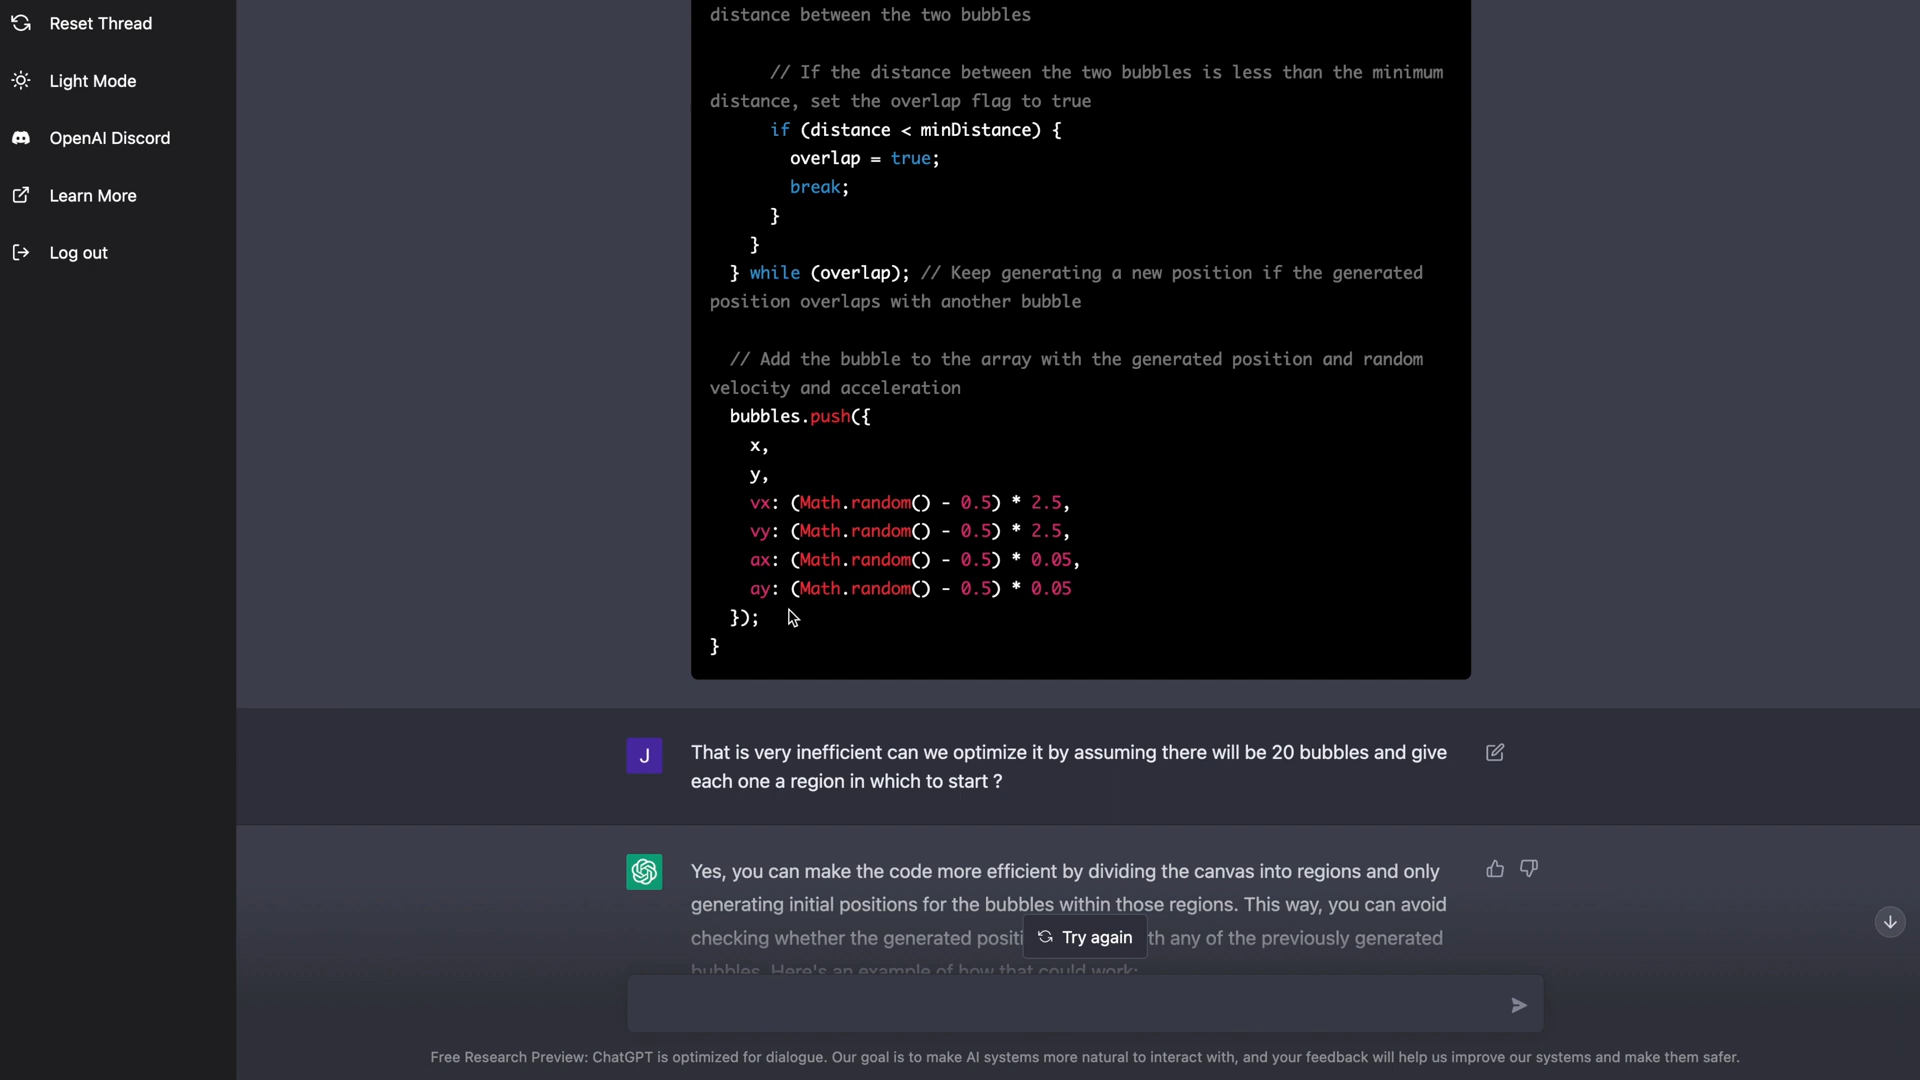 Reset Thread
Light Mode
OpenAI Discord
Learn More
Log out
distance between the two bubbles
// If the distance between the two bubbles is less than the minimum
distance, set the overlap flag to true
if (distance < minDistance) {
overlap = true;
break;
}
}
} while (overlap); // Keep generating a new position if the generated
position overlaps with another bubble
// Add the bubble to the array with the generated position and random
velocity and acceleration
bubbles.push({
x,
y,
vx: (Math.random() - 0.5) * 2.5,
vy: (Math.random() - 0.5) * 2.5,
ax: (Math.random() - 0.5) * 0.05,
ay: (Math.random() - 0.5) * 0.05
});
}
J
That is very inefficient can we optimize it by assuming there will be 20 bubbles and give
each one a region in which to start ?
Yes, you can make the code more efficient by dividing the canvas into regions and only
generating initial positions for the bubbles within those regions. This way, you can avoid
checking whether the generated positi Try again th any of the previously generated
bubbles. Here's an example of how that could work:
Free Research Preview: ChatGPT is optimized for dialogue. Our goal is to make AI systems more natural to interact with, and your feedback will help us improve our systems and make them safer.